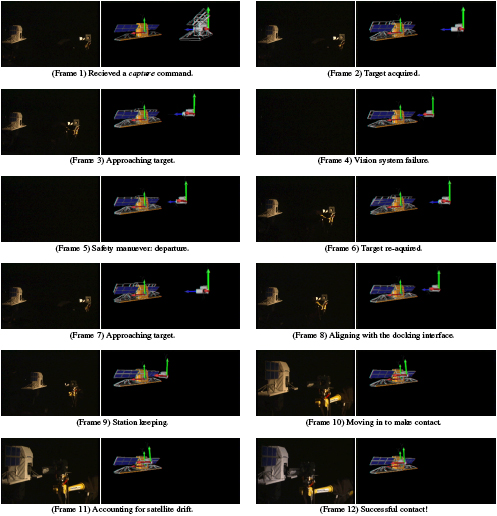 (Frame 1) Recieved a capture command.
(Frame 2) Target acquired.
(Frame 3) Approaching target.
(Frame 4) Vision system failure.
(Frame 5) Safety manuever: departure.
(Frame 6) Target re-acquired.
(Frame 7) Approaching target.
(Frame 8) Aligning with the docking interface.
(Frame 9) Station keeping.
(Frame 10) Moving in to make contact.
(Frame 11) Accounting for satellite drift.
(Frame 12) Successful contact!